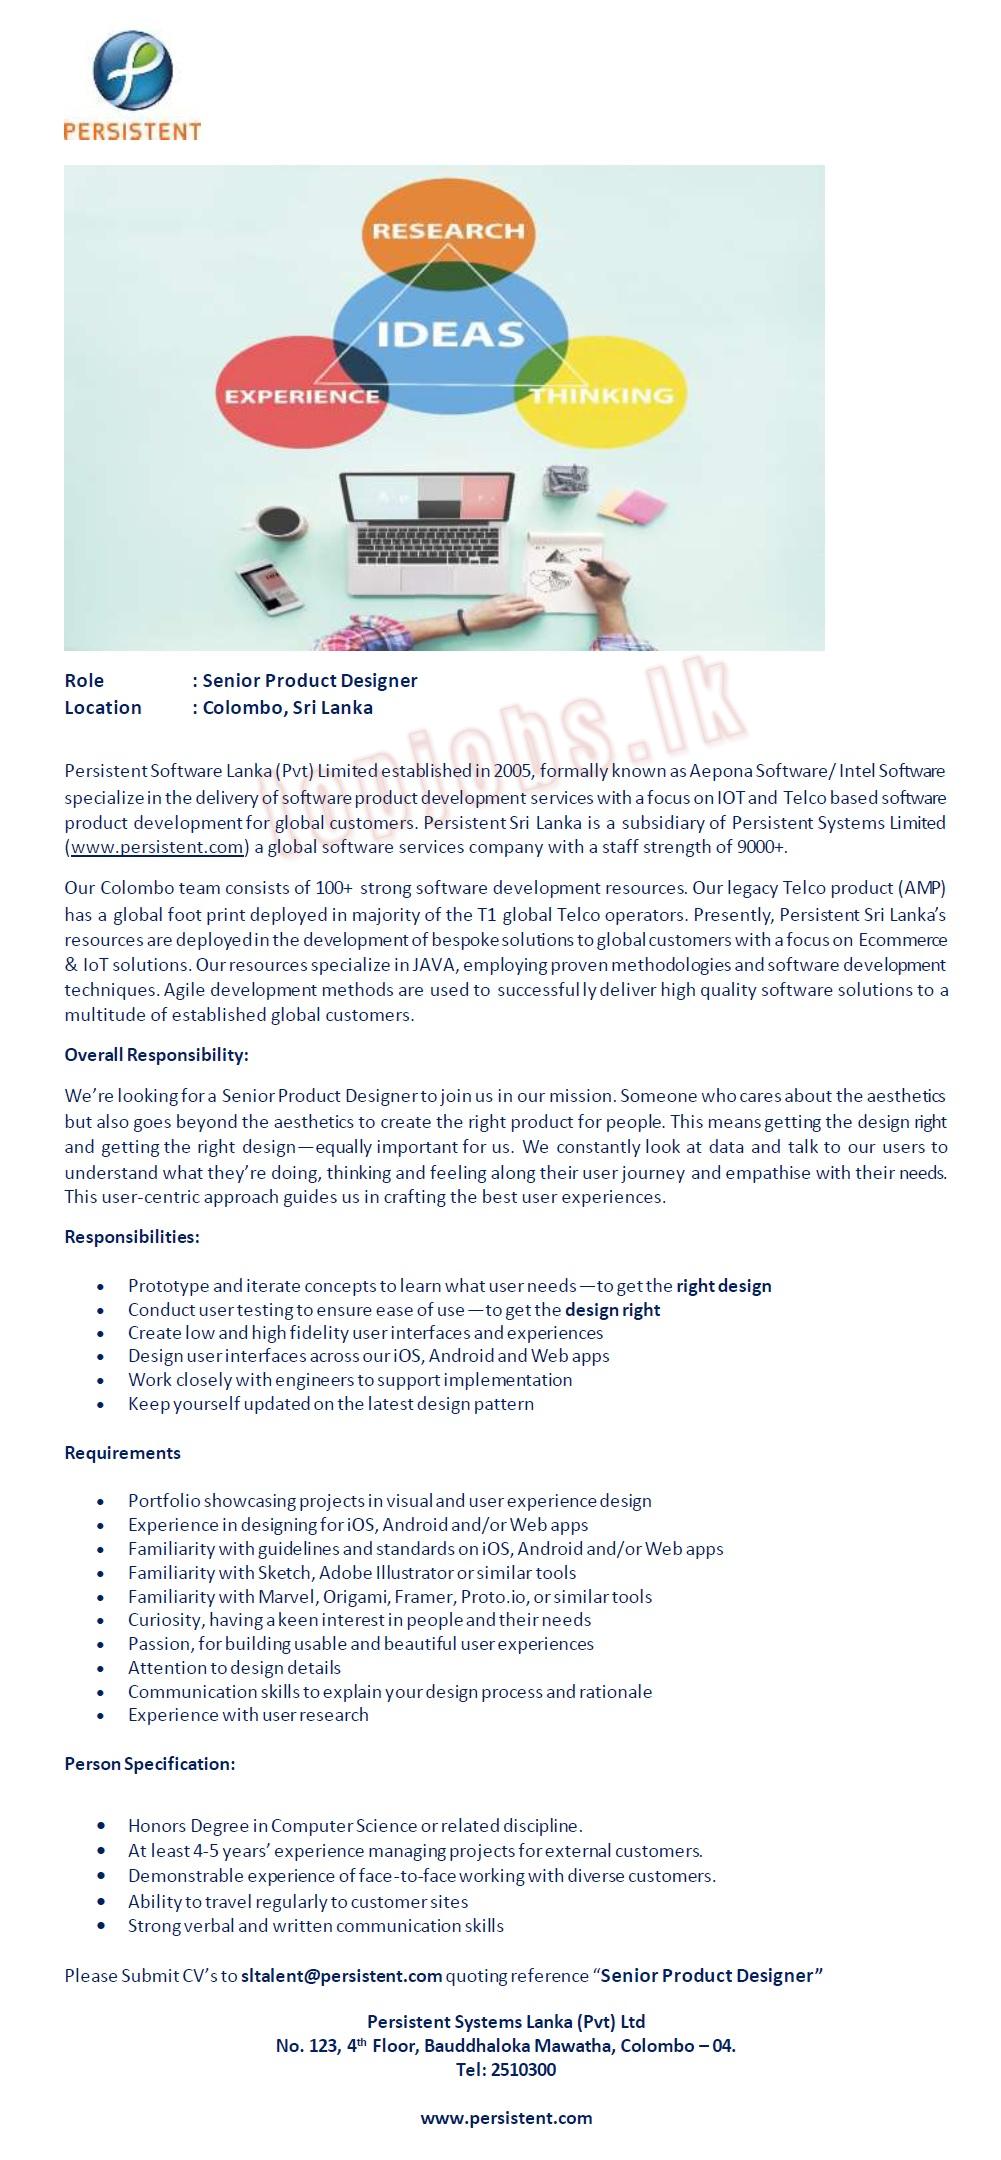 PERSISTENT
RESEARCH
IDEAS
EXPERIENCE
THINKING
Role : Senior Product Designer
Location : Colombo, Sri Lanka
topjobs.lk
Persistent Software Lanka (Pvt) Limited established in 2005, formally known as Aepona Software/ Intel Software
specialize in the delivery of software product development services with a focus on IOT and Telco based software
product development for global customers. Persistent Sri Lanka is a subsidiary of Persistent Systems Limited
(www.persistent.com) a global software services company with a staff strength of 9000+.
Our Colombo team consists of 100+ strong software development resources. Our legacy Telco product (AMP)
has a global foot print deployed in majority of the T1 global Telco operators. Presently, Persistent Sri Lanka’s
resources are deployed in the development of bespoke solutions to global customers with a focus on Ecommerce
& IoT solutions. Our resources specialize in JAVA, employing proven methodologies and software development
techniques. Agile development methods are used to successfully deliver high quality software solutions to a
multitude of established global customers.
Overall Responsibility:
We’re looking for a Senior Product Designer to join us in our mission. Someone who cares about the aesthetics
but also goes beyond the aesthetics to create the right product for people. This means getting the design right
and getting the right design—equally important for us. We constantly look at data and talk to our users to
understand what they’re doing, thinking and feeling along their user journey and empathise with their needs.
This user-centric approach guides us in crafting the best user experiences.
Responsibilities:
• Prototype and iterate concepts to learn what user needs—to get the right design
• Conduct user testing to ensure ease of use—to get the design right
• Create low and high fidelity user interfaces and experiences
• Design user interfaces across our iOS, Android and Web apps
• Work closely with engineers to support implementation
• Keep yourself updated on the latest design pattern
Requirements
• Portfolio showcasing projects in visual and user experience design
• Experience in designing for iOS, Android and/or Web apps
• Familiarity with guidelines and standards on iOS, Android and/or Web apps
• Familiarity with Sketch, Adobe Illustrator or similar tools
• Familiarity with Marvel, Origami, Framer, Proto.io, or similar tools
• Curiosity, having a keen interest in people and their needs
• Passion, for building usable and beautiful user experiences
• Attention to design details
• Communication skills to explain your design process and rationale
• Experience with user research
Person Specification:
• Honors Degree in Computer Science or related discipline.
• At least 4-5 years’ experience managing projects for external customers.
• Demonstrable experience of face-to-face working with diverse customers.
• Ability to travel regularly to customer sites
• Strong verbal and written communication skills
Please Submit CV’s to sltalent@persistent.com quoting reference “Senior Product Designer”
Persistent Systems Lanka (Pvt) Ltd
No. 123, 4th Floor, Bauddhaloka Mawatha, Colombo – 04.
Tel: 2510300
www.persistent.com